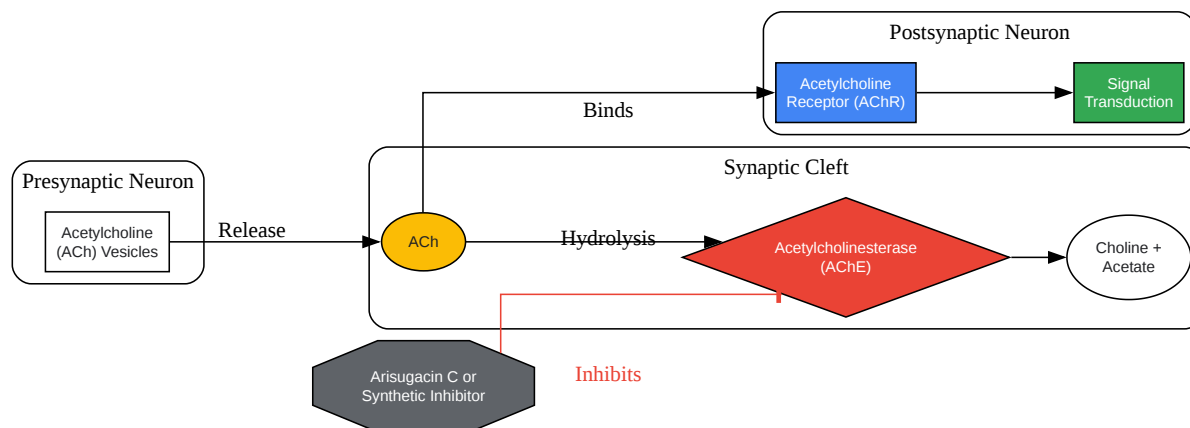 Postsynaptic Neuron
Acetylcholine
Receptor (AChR)
Signal
Transduction
Binds
Synaptic Cleft
Presynaptic Neuron
Acetylcholine
(ACh) Vesicles
Release
ACh
Hydrolysis
Acetylcholinesterase
(AChE)
Choline +
Acetate
Arisugacin C or
Synthetic Inhibitor
Inhibits